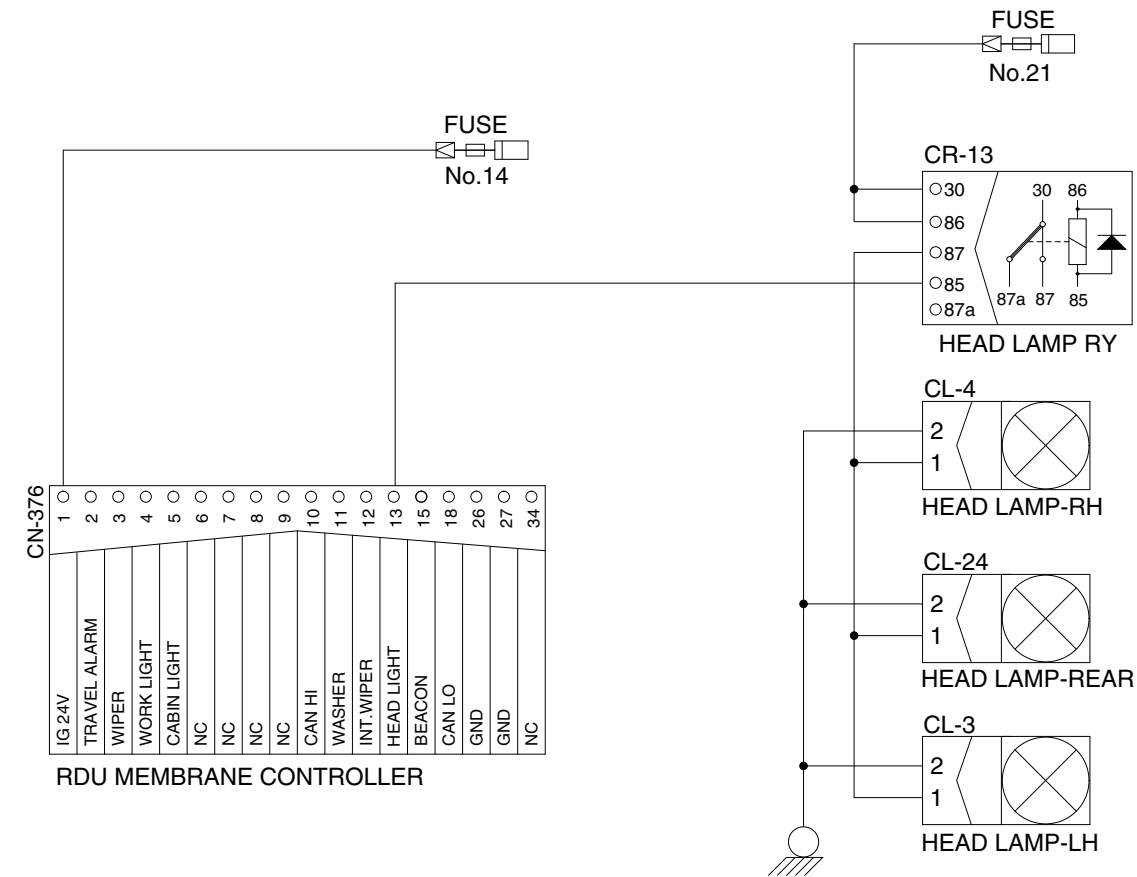 FUSE
No.21
FUSE
No.14
CR-13
30
86
87
85
87a
30 86
87a 87 85
HEAD LAMP RY
CL-4
2
1
HEAD LAMP-RH
CL-24
2
1
HEAD LAMP-REAR
CL-3
2
1
HEAD LAMP-LH
CN-376
1 2 3 4 5 6 7 8 9 10 11 12 13 15 18 26 27 34
IG 24V
TRAVEL ALARM
WIPER
WORK LIGHT
CABIN LIGHT
NC
NC
NC
NC
CAN HI
WASHER
INT.WIPER
HEAD LIGHT
BEACON
CAN LO
GND
GND
NC
RDU MEMBRANE CONTROLLER